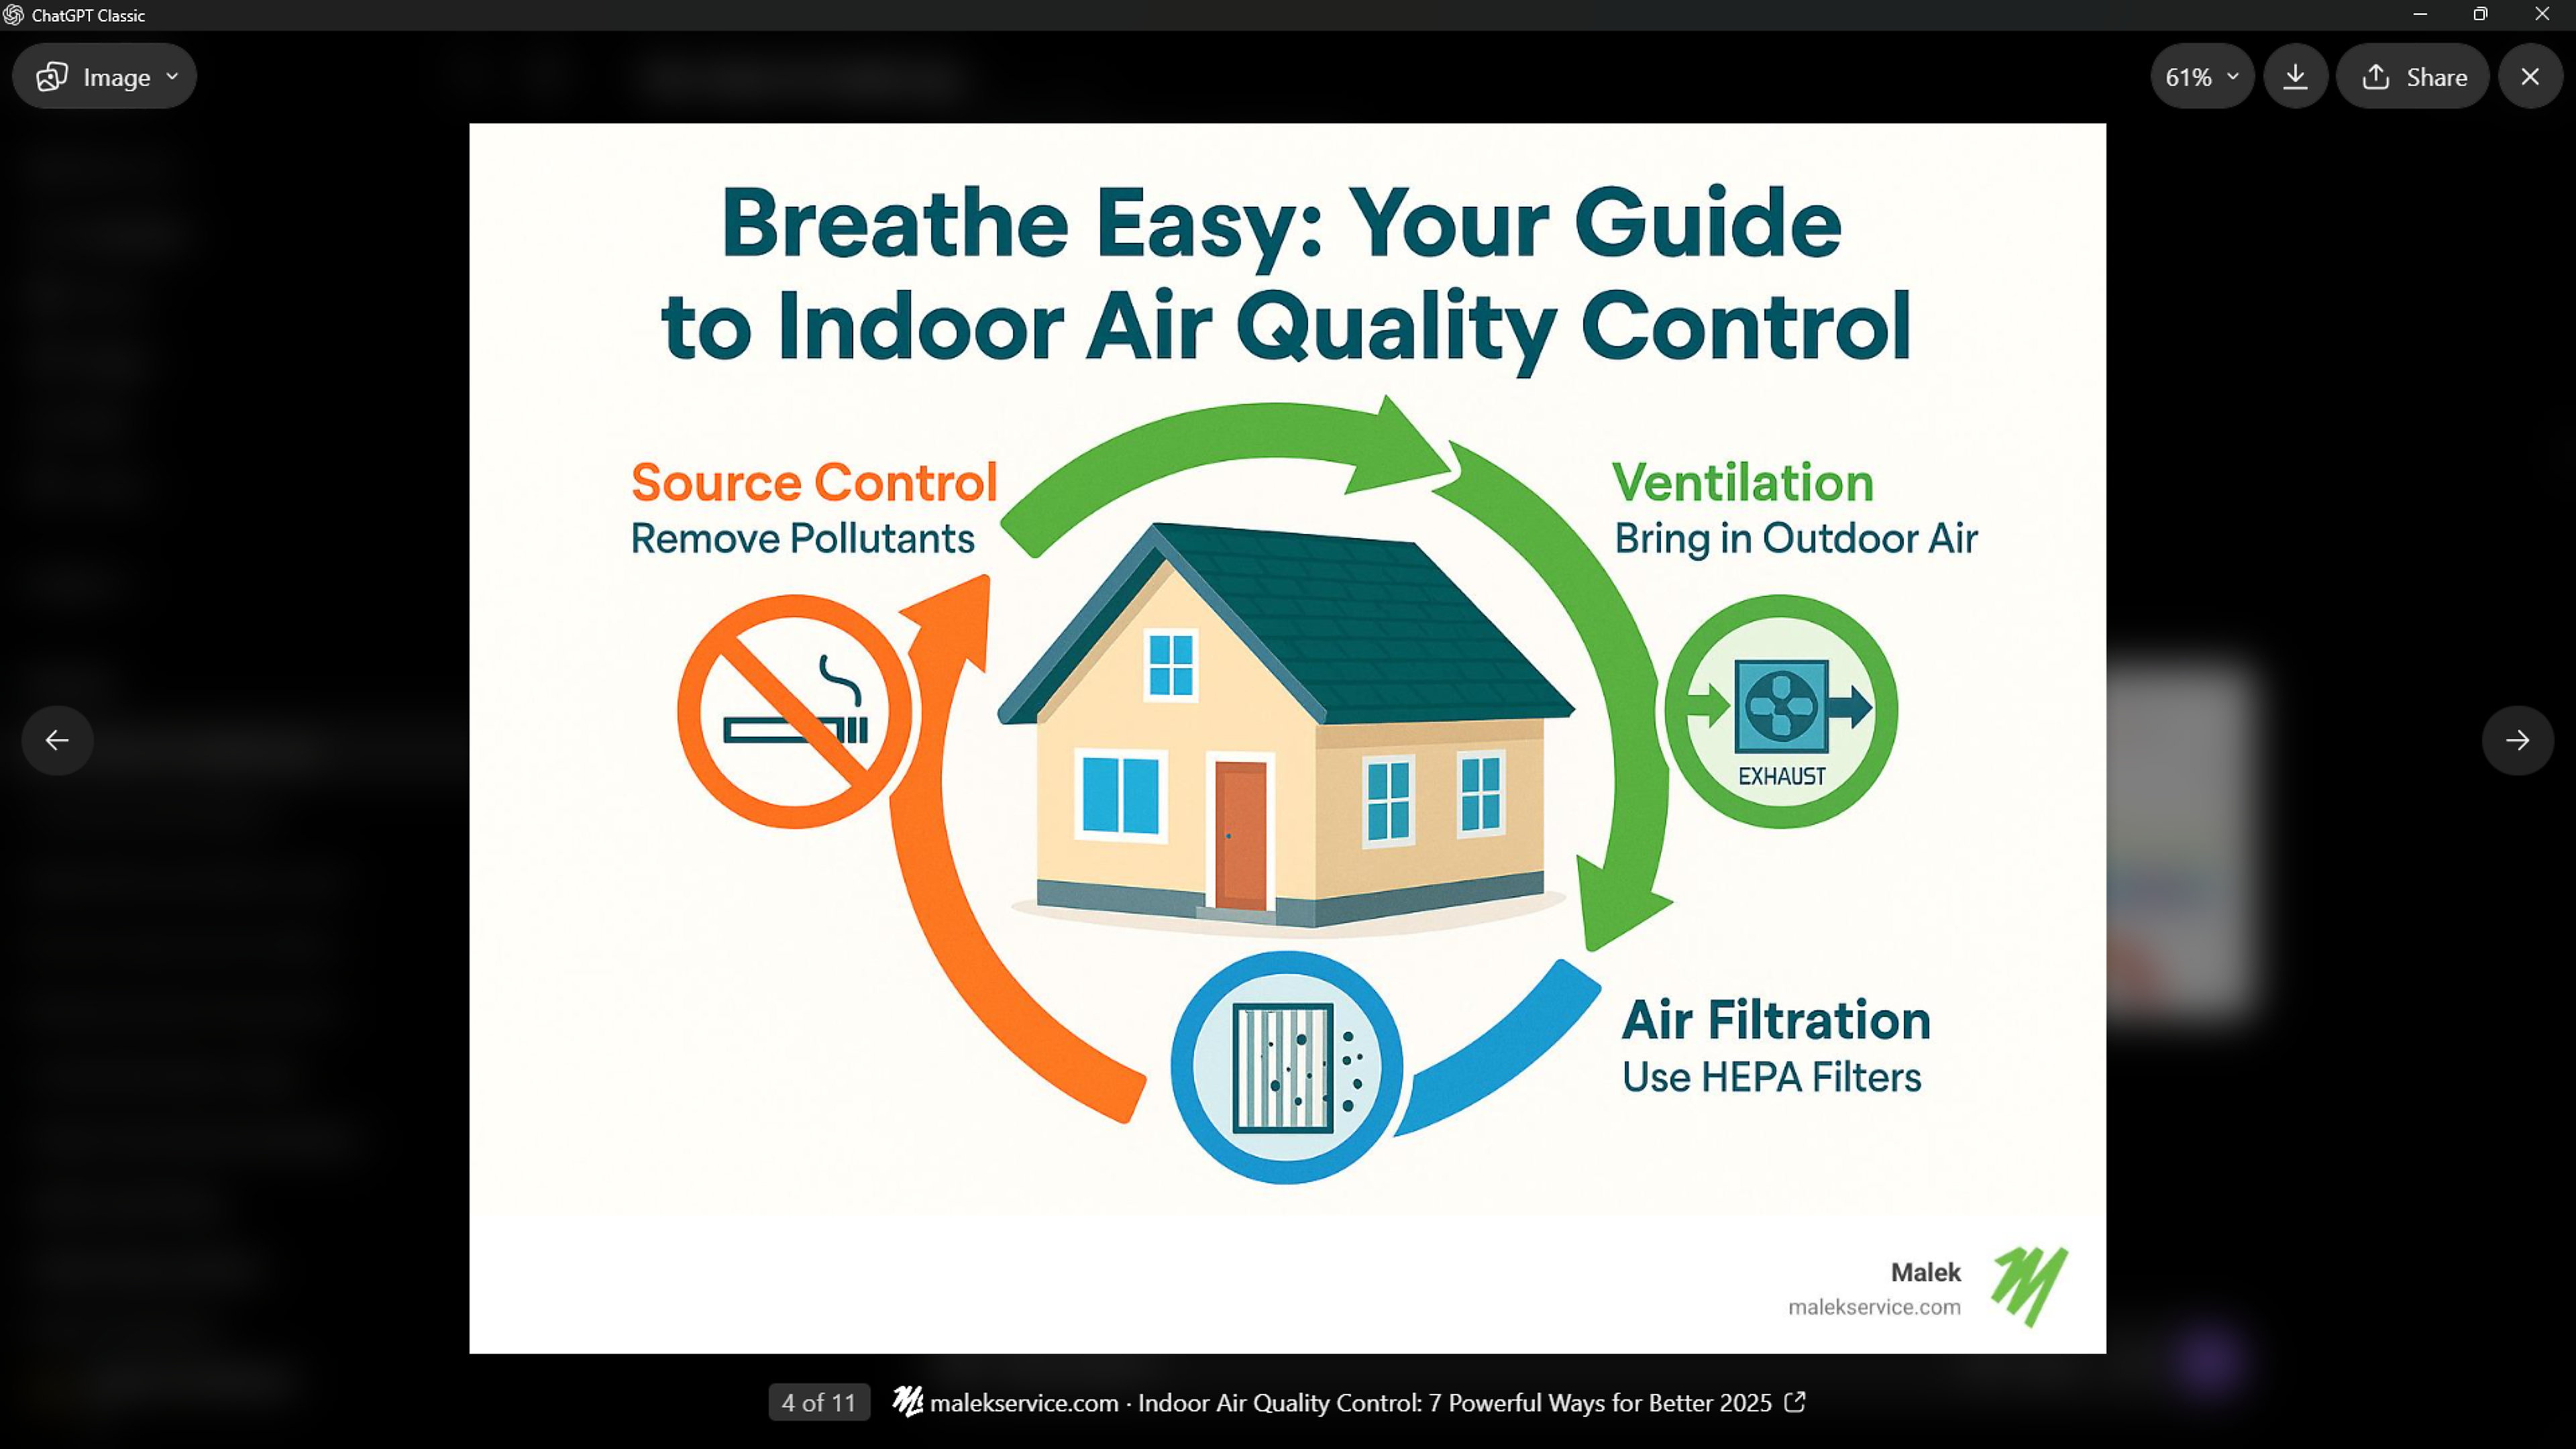 ChatGPT Classic
Image
61%
Share
Breathe Easy: Your Guide
to Indoor Air Quality Control
Source Control
Remove Pollutants
Ventilation
Bring in Outdoor Air
EXHAUST
Air Filtration
Use HEPA Filters
Malek
malekservice.com
4 of 11
malekservice.com · Indoor Air Quality Control: 7 Powerful Ways for Better 2025